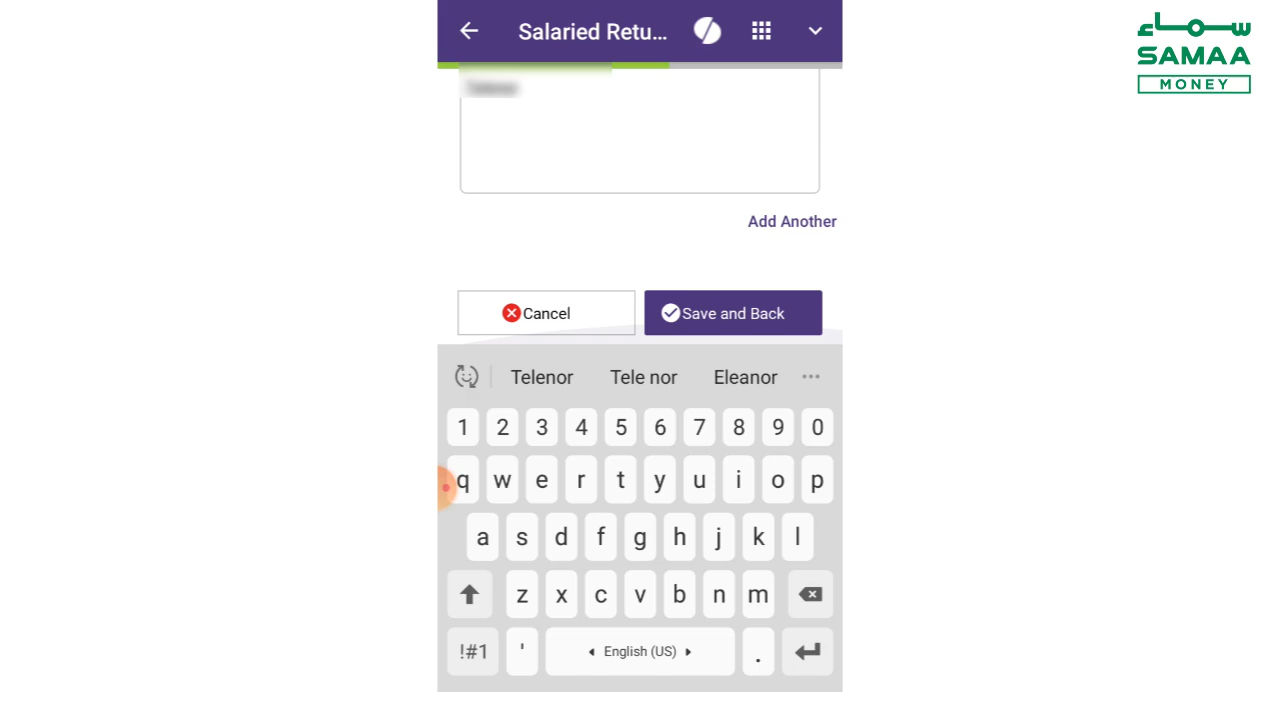 Salaried Retu...
سماء
SAMAA
MONEY
Add Another
Cancel
Save and Back
Telenor Tele nor Eleanor
1 2 3 4 5 6 7 8 9 0
q w e r t y u i o p
a s d f g h j k l
z x c v b n m
!#1 ' English (US) .